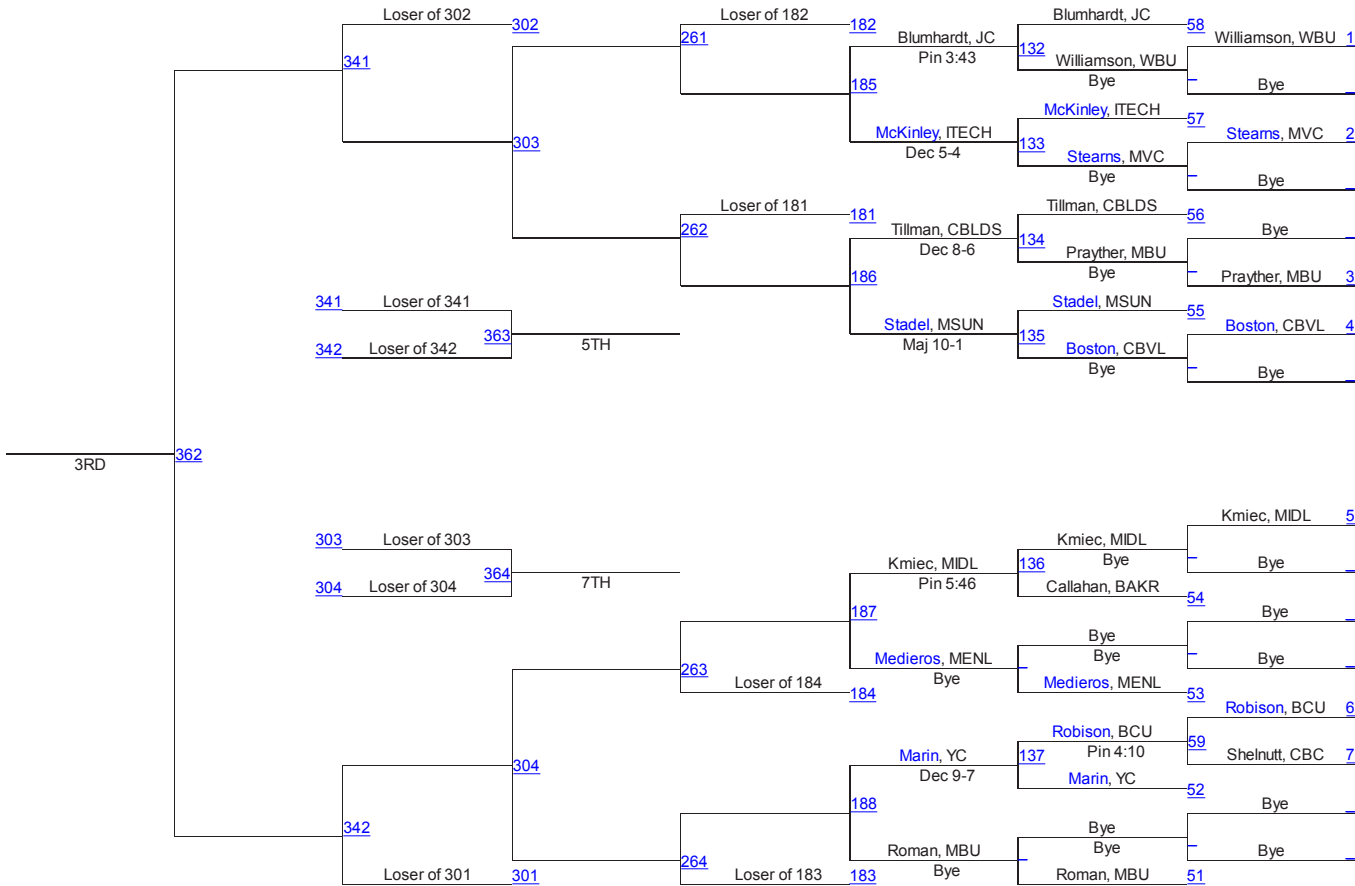 Loser of 302 302 Loser of 182 182 Blumhardt, JC 58
261 Blumhardt, JC 132 Williamson, WBU 1
341 Pin 3:43 Williamson, WBU
185 Bye _ Bye _
McKinley, ITECH 57
303 McKinley, ITECH 133 Stearns, MVC 2
Dec 5-4 Stearns, MVC
Bye _ Bye _
Loser of 181 181 Tillman, CBLDS 56
262 Tillman, CBLDS 134 Bye _
Dec 8-6 Prayther, MBU
186 Bye _ Prayther, MBU 3
341 Loser of 341 Stadel, MSUN 55
363 5TH Stadel, MSUN 135 Boston, CBVL 4
342 Loser of 342 Maj 10-1 Boston, CBVL
Bye _ Bye _
3RD 362
Kmiec, MIDL 5
303 Loser of 303 Kmiec, MIDL
364 7TH Kmiec, MIDL 136 Bye _ Bye _
304 Loser of 304 Pin 5:46 Callahan, BAKR 54
187 Bye _
Bye
263 Medieros, MENL _ Bye _ Bye _
Loser of 184 184 Bye Medieros, MENL 53
Robison, BCU 6
Robison, BCU
304 Marin, YC 137 Pin 4:10 59 Shelnutt, CBC 7
Dec 9-7 Marin, YC 52
188 Bye _
342 Bye
264 Roman, MBU _ Bye _ Bye _
Loser of 301 301 Loser of 183 183 Bye Roman, MBU 51